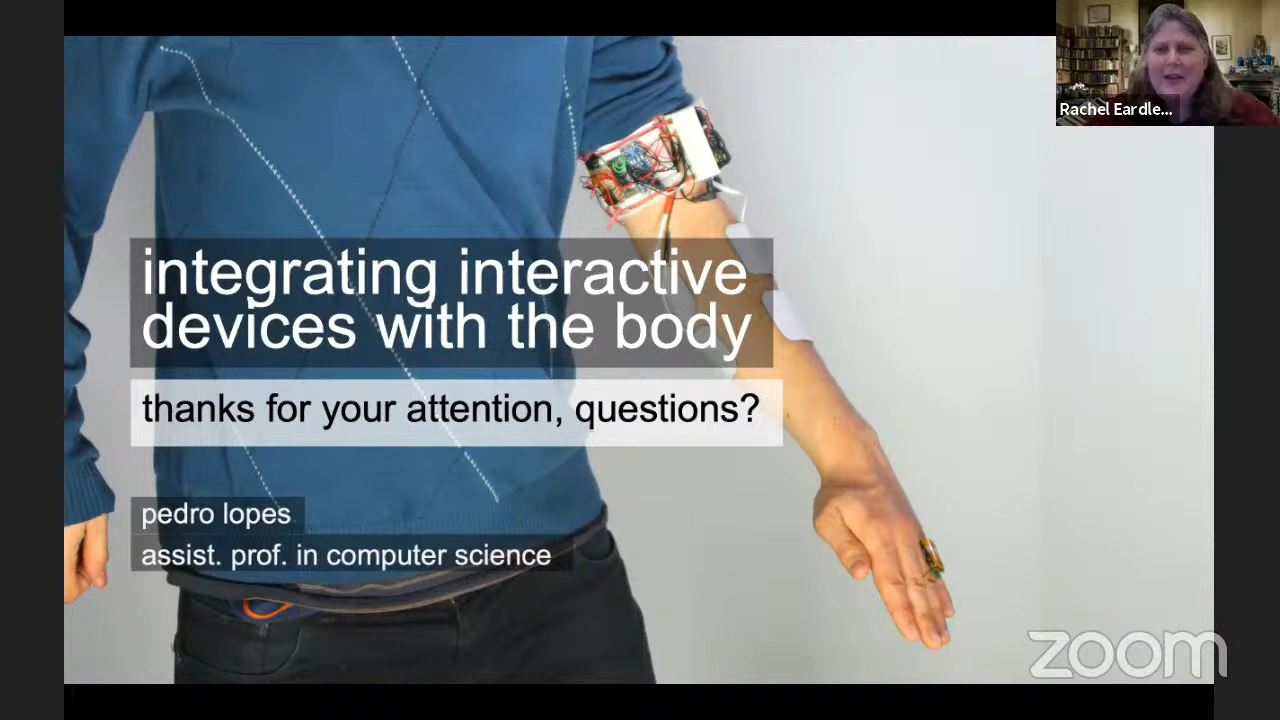 Rachel Eardle...
integrating interactive
devices with the body
thanks for your attention, questions?
pedro lopes
assist. prof. in computer science
zoom